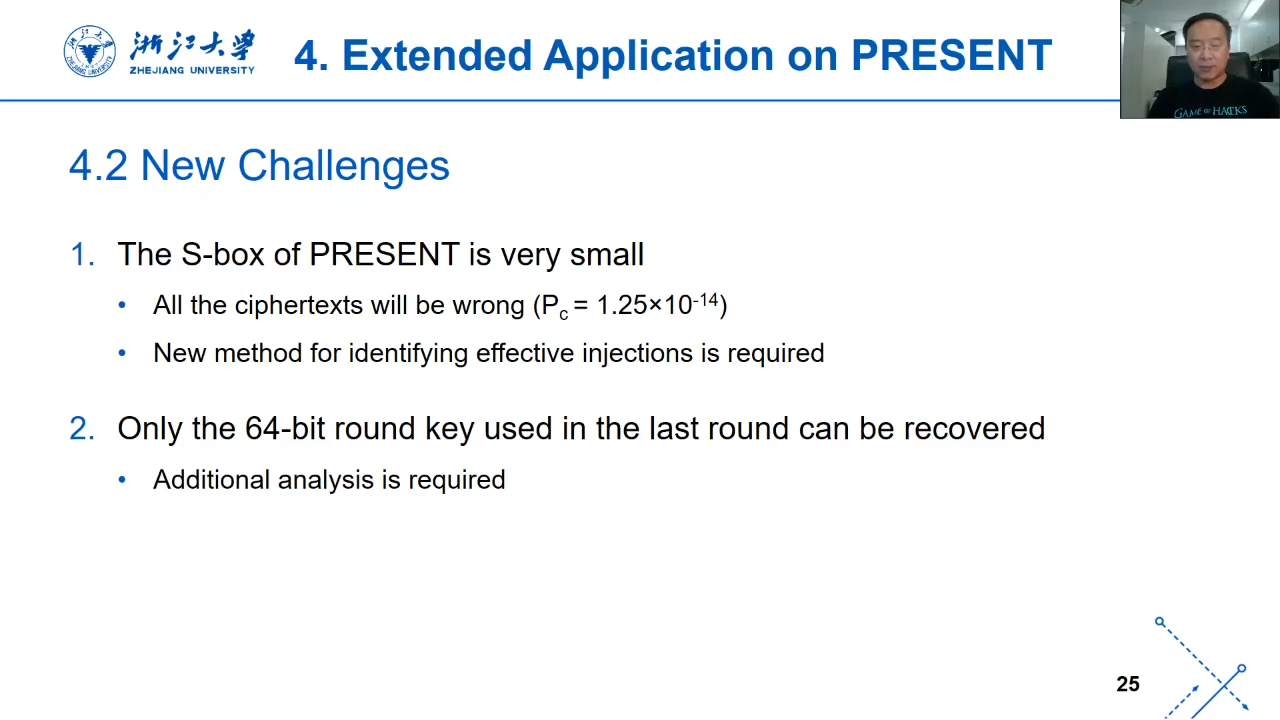 浙江大学
ZHEJIANG UNIVERSITY
4. Extended Application on PRESENT
GAME OF HACKS
4.2 New Challenges
1. The S-box of PRESENT is very small
• All the ciphertexts will be wrong (Pc = 1.25×10-14)
• New method for identifying effective injections is required
2. Only the 64-bit round key used in the last round can be recovered
• Additional analysis is required
25